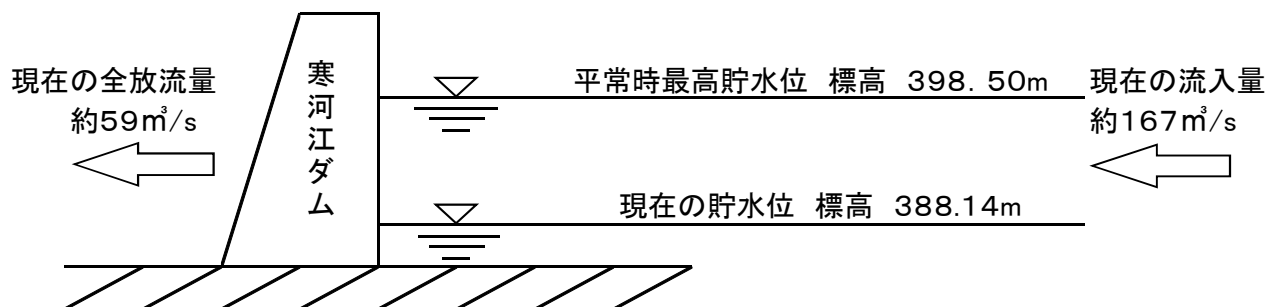 現在の全放流量
約59㎥/s
寒河江ダム
平常時最高貯水位 標高 398.50m
現在の流入量
約167㎥/s
現在の貯水位 標高 388.14m